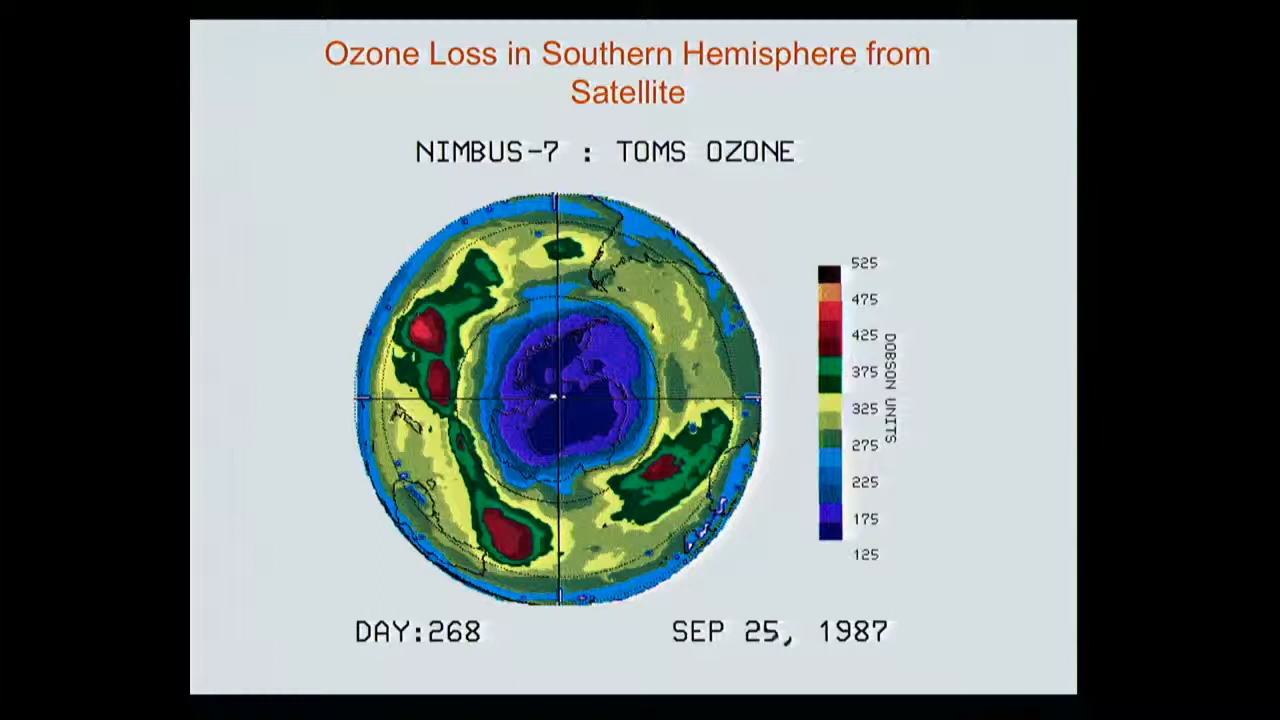 Ozone Loss in Southern Hemisphere from
Satellite
NIMBUS-7 : TOMS OZONE
525
475
425
375
325
275
225
175
125
DOBSON UNITS
DAY:268
SEP 25, 1987